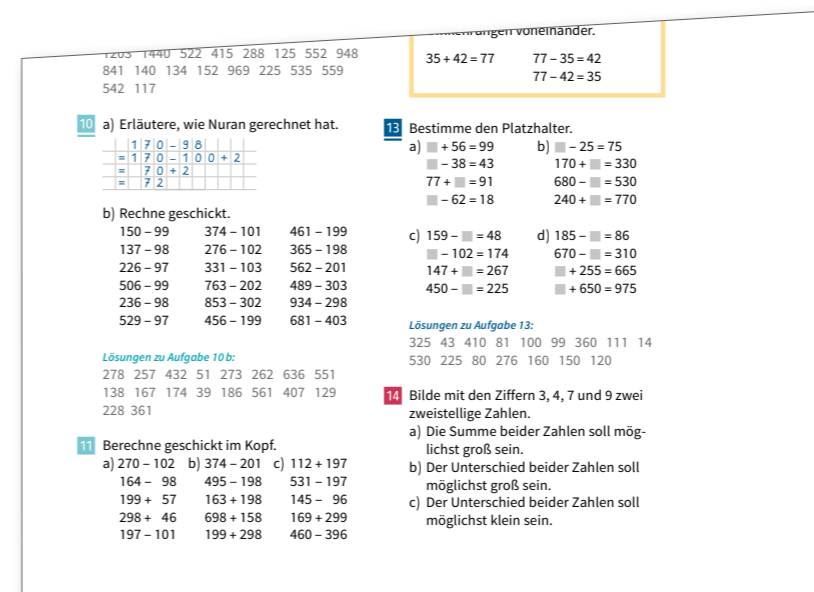 1203 1440 522 415 288 125 552 948
841 140 134 152 969 225 535 559
542 117
10 a) Erläutere, wie Nuran gerechnet hat.
170 – 98
= 170 – 100 + 2
= 70 + 2
= 72
b) Rechne geschickt.
150 – 99 374 – 101 461 – 199
137 – 98 276 – 102 365 – 198
226 – 97 331 – 103 562 – 201
506 – 99 763 – 202 489 – 303
236 – 98 853 – 302 934 – 298
529 – 97 456 – 199 681 – 403
Lösungen zu Aufgabe 10 b:
278 257 432 51 273 262 636 551
138 167 174 39 186 561 407 129
228 361
11 Berechne geschickt im Kopf.
a) 270 – 102 b) 374 – 201 c) 112 + 197
164 – 98 495 – 198 531 – 197
199 + 57 163 + 198 145 – 96
298 + 46 698 + 158 169 + 299
197 – 101 199 + 298 460 – 396
voneinander.
35 + 42 = 77 77 – 35 = 42
77 – 42 = 35
13 Bestimme den Platzhalter.
a) ■ + 56 = 99 b) ■ – 25 = 75
■ – 38 = 43 170 + ■ = 330
77 + ■ = 91 680 – ■ = 530
■ – 62 = 18 240 + ■ = 770
c) 159 – ■ = 48 d) 185 – ■ = 86
■ – 102 = 174 670 – ■ = 310
147 + ■ = 267 ■ + 255 = 665
450 – ■ = 225 ■ + 650 = 975
Lösungen zu Aufgabe 13:
325 43 410 81 100 99 360 111 14
530 225 80 276 160 150 120
14 Bilde mit den Ziffern 3, 4, 7 und 9 zwei
zweistellige Zahlen.
a) Die Summe beider Zahlen soll mög-
lichst groß sein.
b) Der Unterschied beider Zahlen soll
möglichst groß sein.
c) Der Unterschied beider Zahlen soll
möglichst klein sein.